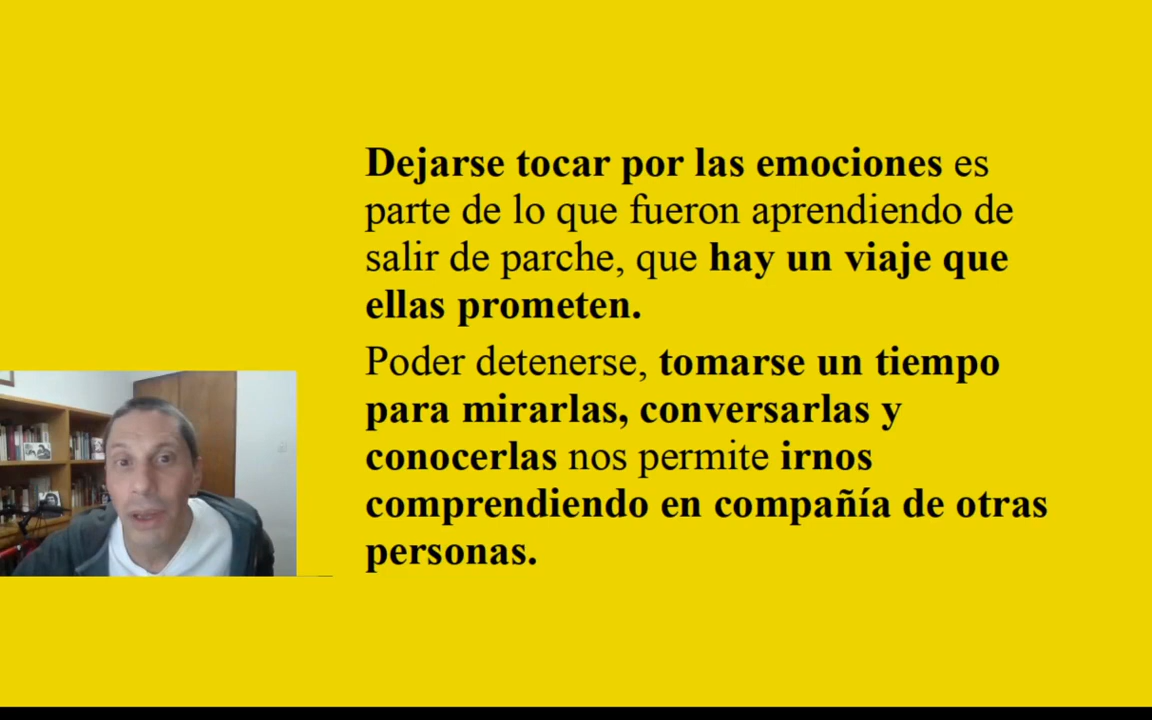 Dejarse tocar por las emociones es
parte de lo que fueron aprendiendo de
salir de parche, que hay un viaje que
ellas prometen.
Poder detenerse, tomarse un tiempo
para mirarlas, conversarlas y
conocerlas nos permite irnos
comprendiendo en compañía de otras
personas.